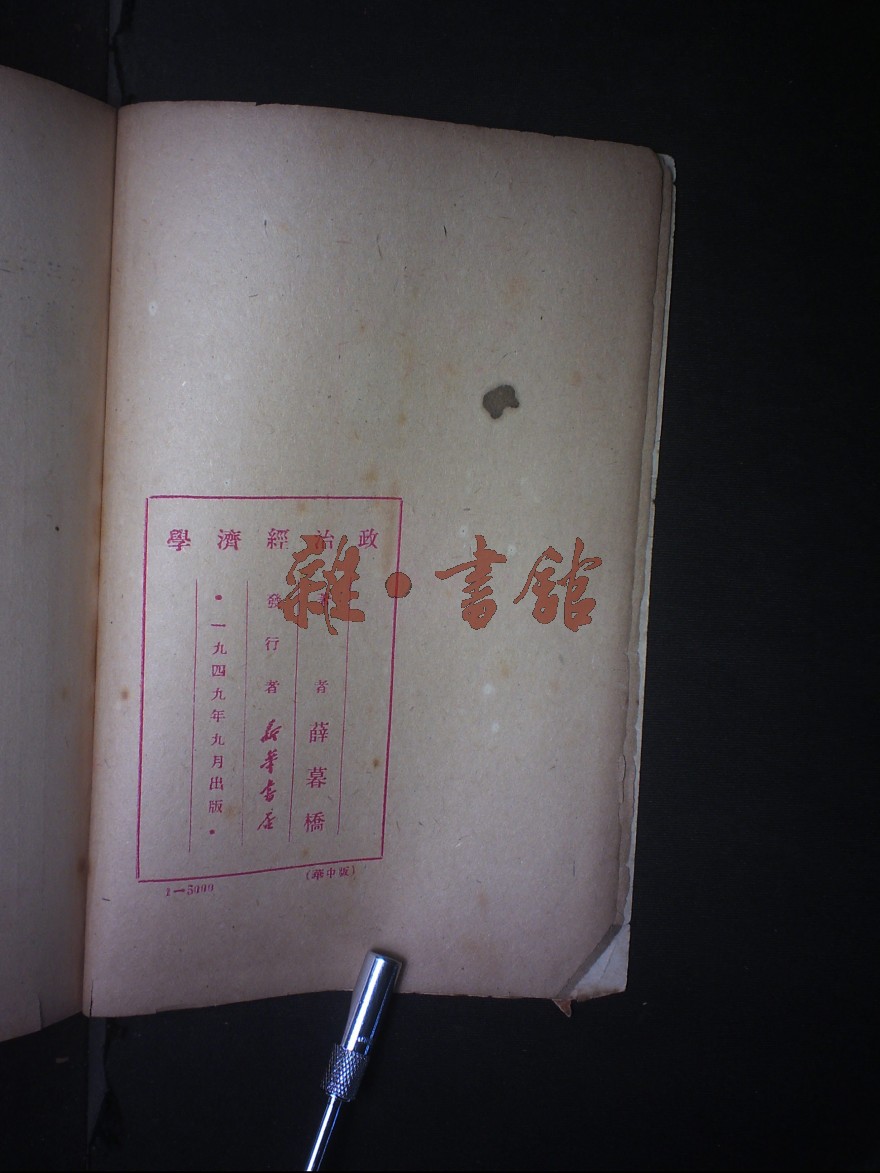 政治經濟學
著者 薛暮橋
發行者 新華書店
•一九四九年九月出版•
(華中版)
1—5000
雜•書館